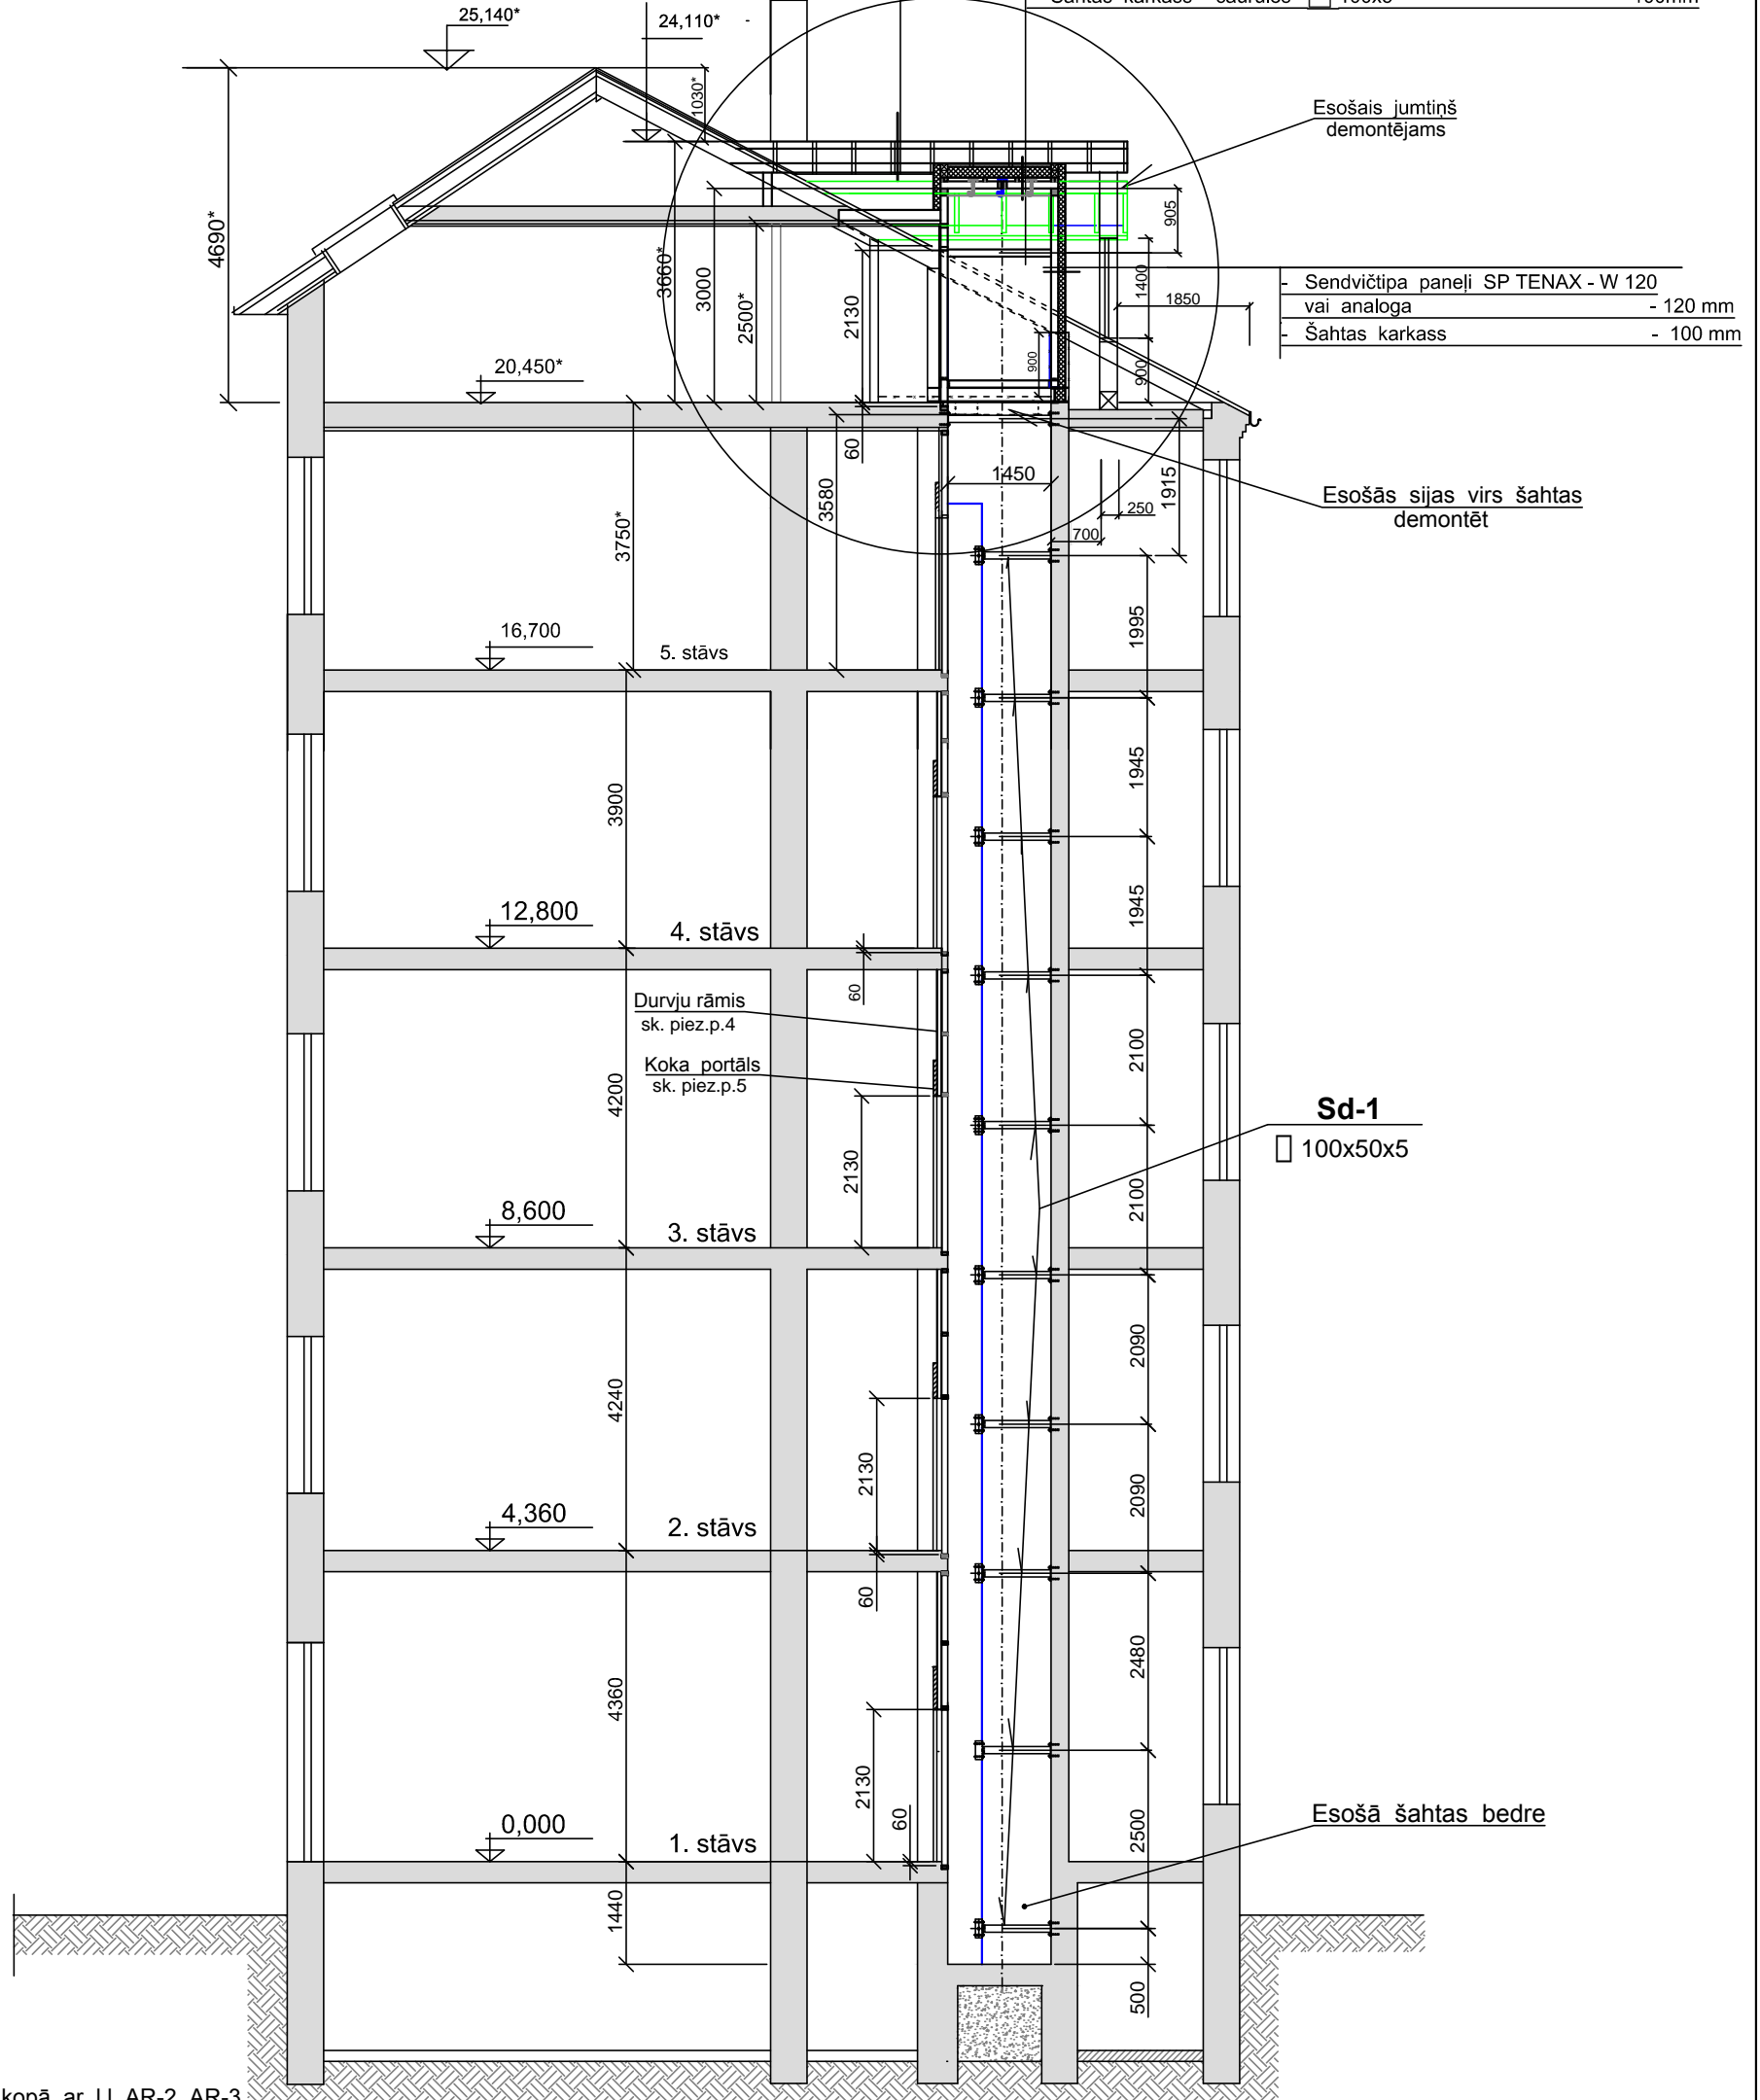 100mm
25,140*
24,110*
1030*
Esošais jumtiņš
demontējams
4690*
3660*
3000
2500*
2130
905
1400
1850
900
900
- Sendvičtipa paneļi SP TENAX - W 120
vai analoga - 120 mm
- Šahtas karkass - 100 mm
20,450*
60
3580
3750*
1450
1915
250
700
Esošās sijas virs šahtas
demontēt
16,700
5. stāvs
1995
3900
1945
1945
12,800
4. stāvs
60
Durvju rāmis
sk. piez.p.4
Koka portāls
sk. piez.p.5
4200
2130
2100
2100
Sd-1
100x50x5
8,600
3. stāvs
4240
2130
2090
2090
4,360
2. stāvs
60
4360
2480
2130
60
0,000
1. stāvs
2500
Esošā šahtas bedre
1440
500
kopā ar LI AR-2, AR-3